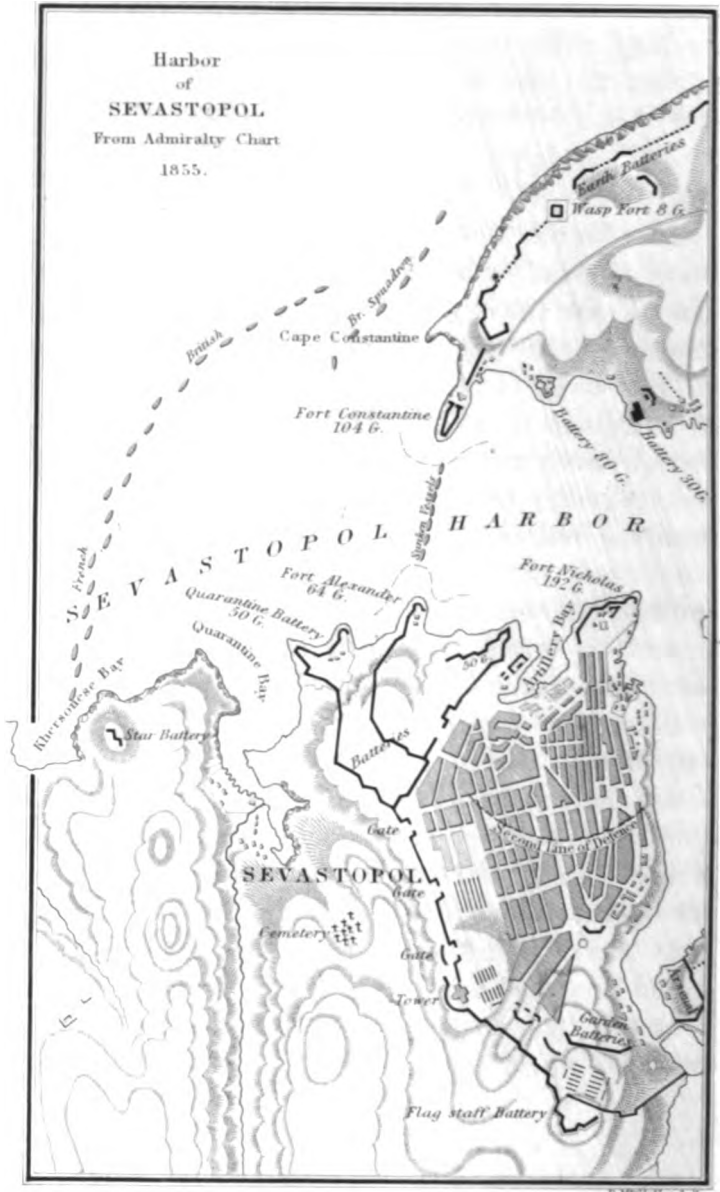 Harbor
of
SEVASTOPOL
From Admiralty Chart
1855.
Earth Batteries
Wasp Fort 8 G.
Br. Squadron
British
Cape Constantine
Fort Constantine
104 G.
Battery 80 G.
Battery 30 G.
Sunken Vessels
SEVASTOPOL HARBOR
French
Fort Alexander
64 G.
Fort Nicholas
192 G.
Quarantine Battery
50 G.
Quarantine Bay
Artillery Bay
50 G.
Khersonese Bay
Star Battery
Batteries
Gate
Second Line of Defence
SEVASTOPOL
Gate
Cemetery
Gate
Tower
Arsenal
Garden
Batteries
Flag staff Battery